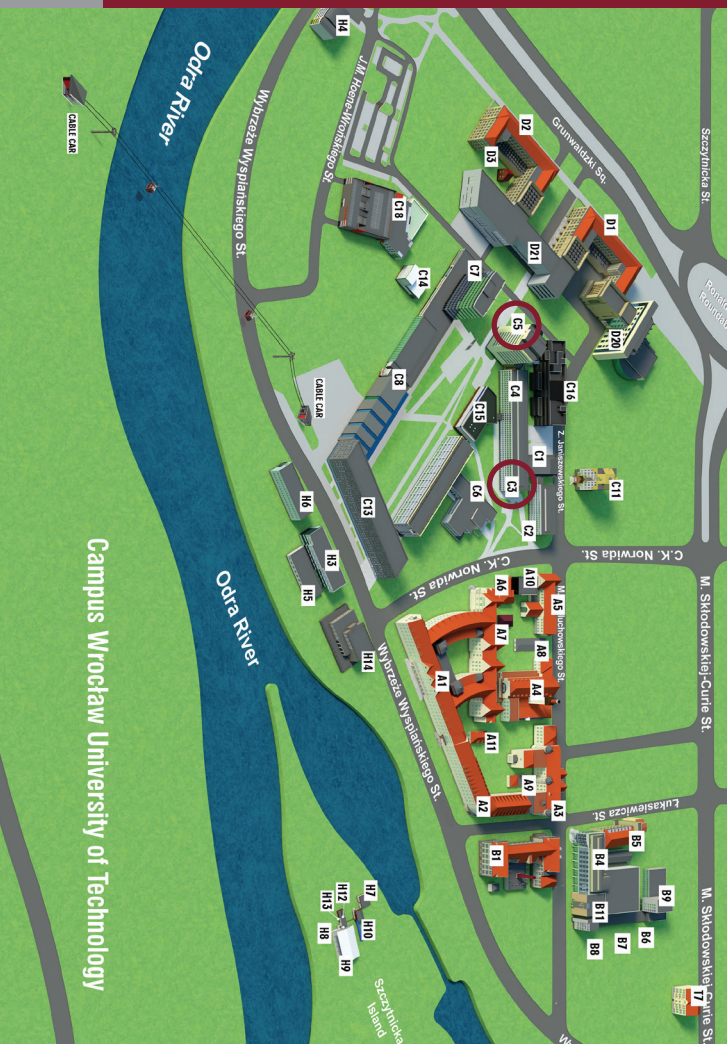 Szczytnicka St.
M. Skłodowskiej-Curie St.
M. Skłodowskiej-Curie St.
T7
C.K. Norwida St.
Łukasiewicza St.
B9
B6
B7
B8
B5
B4
B11
D1
D20
C11
Grunwaldzki Sq.
C16
Z. Janiszewskiego St.
D2
D21
D3
C1
C2
A5
A3
A10
A8
A4
A9
C5
C4
C3
A6
A7
A11
A2
B1
C7
C15
C6
C.K. Norwida St.
A1
C14
C18
C8
C13
Wybrzeże Wyspiańskiego St.
H4
J.M. Hoene-Wrońskiego St.
H14
H7
H10
H12
H13
H8
H9
Szczytnicka
Island
CABLE CAR
H6
H3
H5
Wybrzeże Wyspiańskiego St.
Odra River
Odra River
CABLE CAR
Campus Wrocław University of Technology